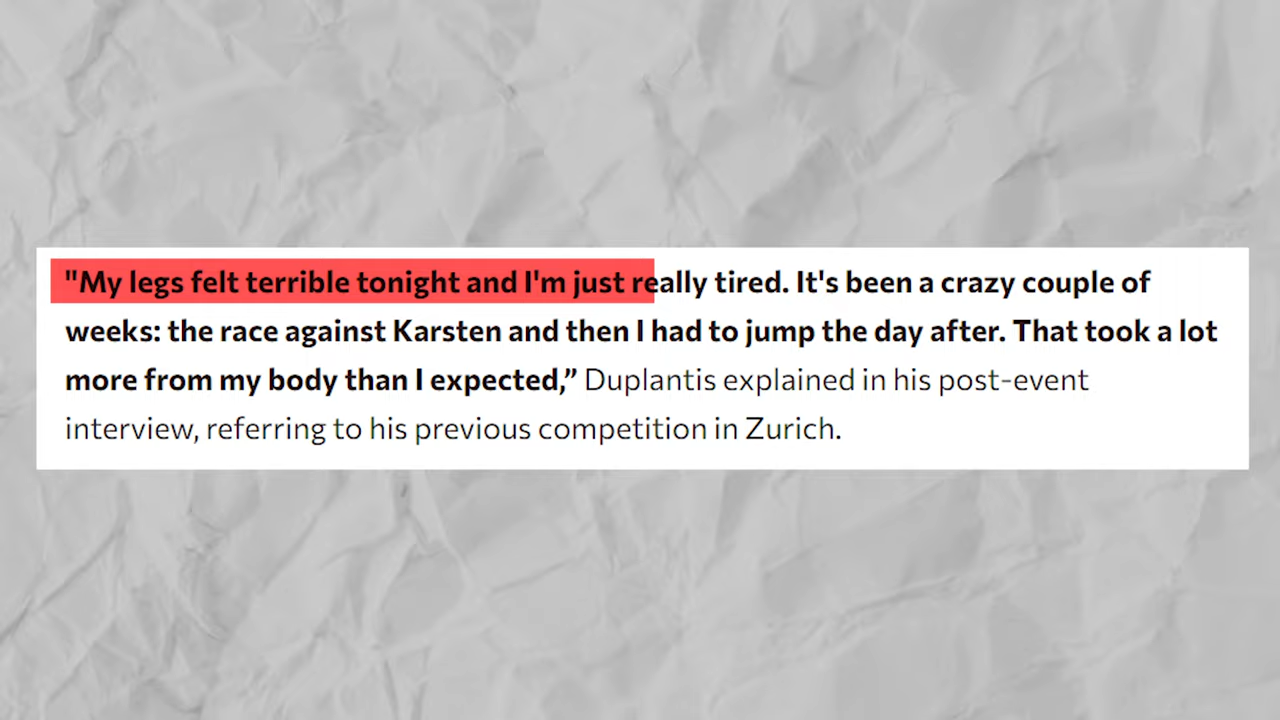 "My legs felt terrible tonight and I'm just really tired. It's been a crazy couple of
weeks: the race against Karsten and then I had to jump the day after. That took a lot
more from my body than I expected,” Duplantis explained in his post-event
interview, referring to his previous competition in Zurich.